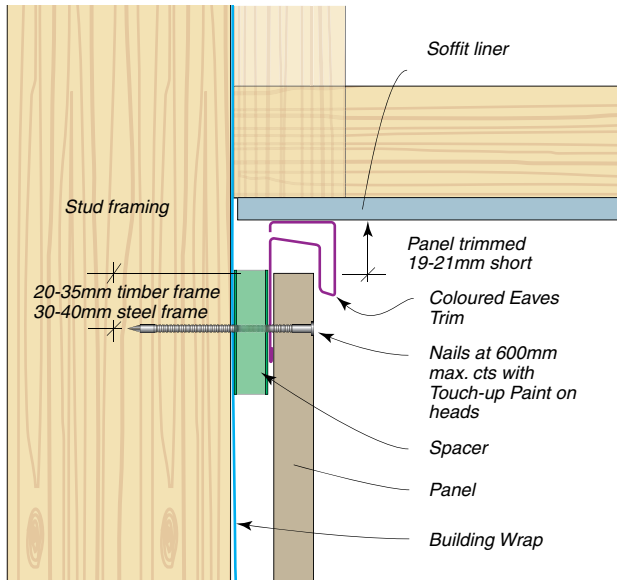 Soffit liner
Stud framing
Panel trimmed
19-21mm short
20-35mm timber frame
30-40mm steel frame
Coloured Eaves
Trim
Nails at 600mm
max. cts with
Touch-up Paint on
heads
Spacer
Panel
Building Wrap